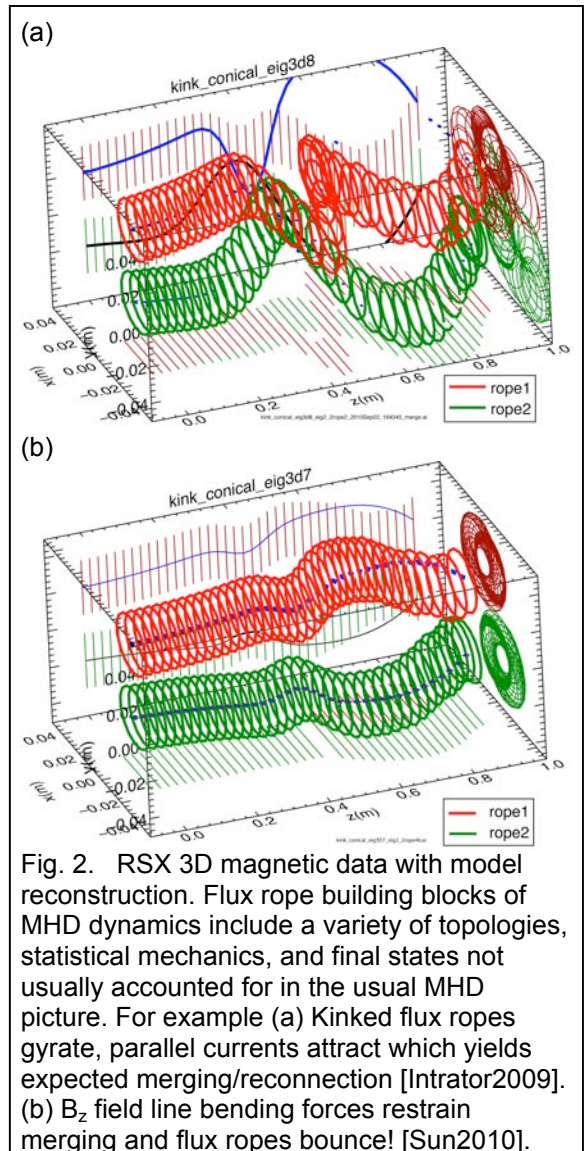 (a)
kink_conical_eig3d8
0.04
0.02
0.00
-0.02
-0.04
0.04
0.02
0.00
-0.02
-0.04
x(m)
0.0
0.2
0.4
0.6
0.8
1.0
z(m)
rope1
rope2
(b)
kink_conical_eig3d7
0.04
0.02
0.00
-0.02
-0.04
0.04
0.02
0.00
-0.02
-0.04
x(m)
0.0
0.2
0.4
0.6
0.8
1.0
z(m)
rope1
rope2
Fig. 2. RSX 3D magnetic data with model
reconstruction. Flux rope building blocks of
MHD dynamics include a variety of topologies,
statistical mechanics, and final states not
usually accounted for in the usual MHD
picture. For example (a) Kinked flux ropes
gyrate, parallel currents attract which yields
expected merging/reconnection [Intrator2009].
(b) B_z field line bending forces restrain
merging and flux ropes bounce! [Sun2010].